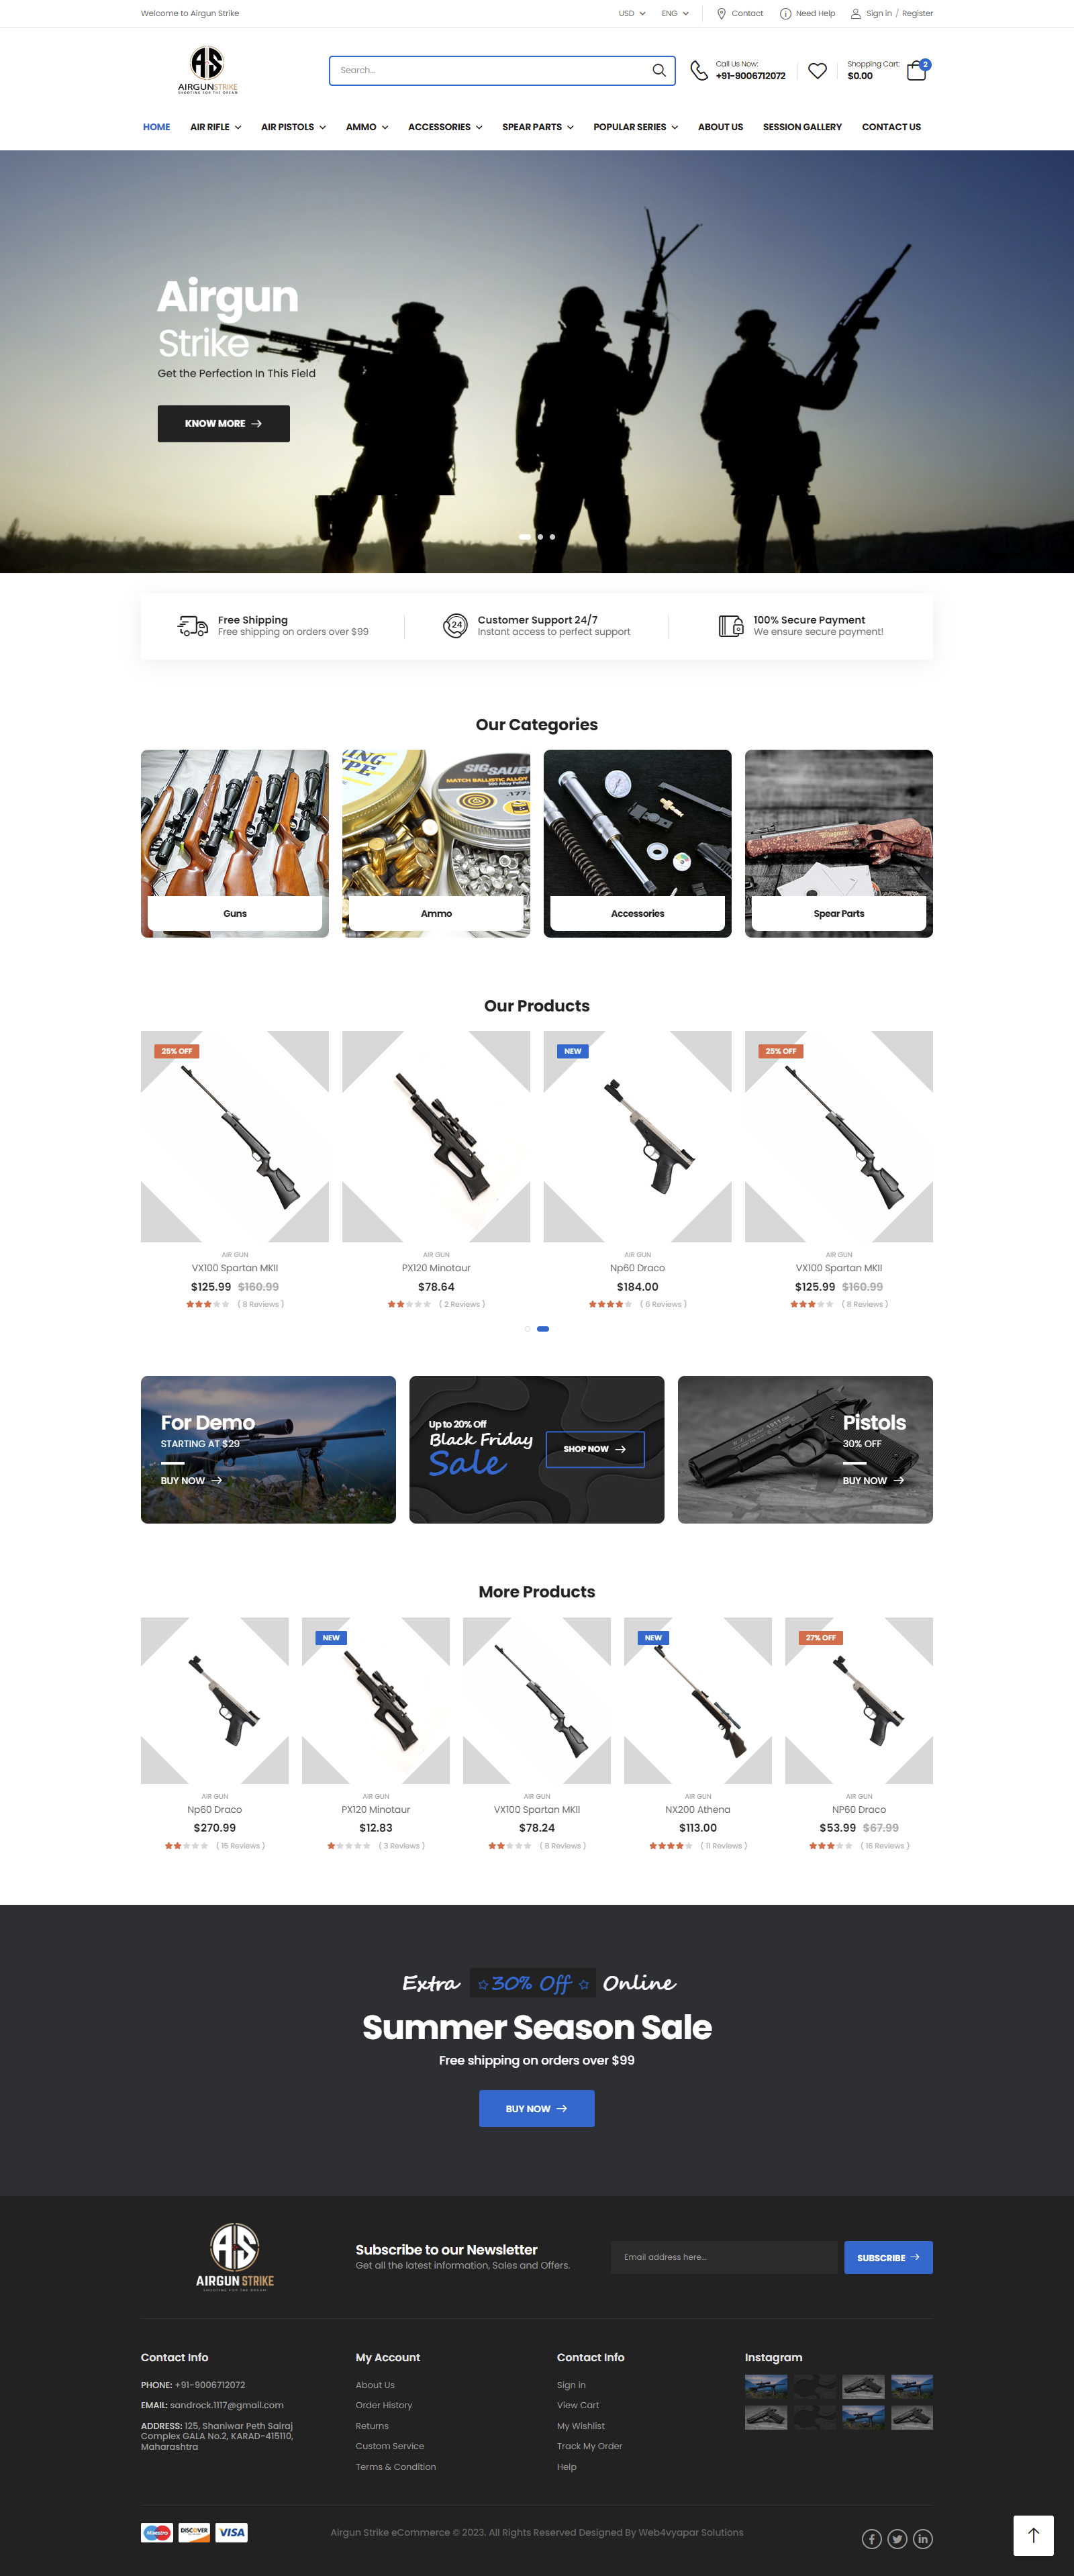 Welcome to Airgun Strike
USD ENG Contact Need Help Sign in / Register
AS
AIRGUNSTRIKE
SHOOTING FOR THE DREAM
Search...
Call Us Now:
+91-9006712072
Shopping Cart:
$0.00
2
HOME AIR RIFLE AIR PISTOLS AMMO ACCESSORIES SPEAR PARTS POPULAR SERIES ABOUT US SESSION GALLERY CONTACT US
Airgun
Strike
Get the Perfection In This Field
KNOW MORE
Free Shipping
Free shipping on orders over $99
24
Customer Support 24/7
Instant access to perfect support
100% Secure Payment
We ensure secure payment!
Our Categories
SIG SAUER
MATCH BALLISTIC ALLOY
Guns
Ammo
Accessories
Spear Parts
Our Products
25% OFF
NEW
25% OFF
AIR GUN
VX100 Spartan MKII
$125.99 $160.99
( 8 Reviews )
AIR GUN
PX120 Minotaur
$78.64
( 2 Reviews )
AIR GUN
Np60 Draco
$184.00
( 6 Reviews )
AIR GUN
VX100 Spartan MKII
$125.99 $160.99
( 8 Reviews )
For Demo
STARTING AT $29
BUY NOW
Up to 20% Off
Black Friday
Sale
SHOP NOW
Pistols
30% OFF
BUY NOW
More Products
NEW
NEW
27% OFF
AIR GUN
Np60 Draco
$270.99
( 15 Reviews )
AIR GUN
PX120 Minotaur
$12.83
( 3 Reviews )
AIR GUN
VX100 Spartan MKII
$78.24
( 8 Reviews )
AIR GUN
NX200 Athena
$113.00
( 11 Reviews )
AIR GUN
NP60 Draco
$53.99 $67.99
( 16 Reviews )
Extra 30% Off Online
Summer Season Sale
Free shipping on orders over $99
BUY NOW
AS
AIRGUN STRIKE
SHOOTING FOR THE DREAM
Subscribe to our Newsletter
Get all the latest information, Sales and Offers.
Email address here...
SUBSCRIBE
Contact Info
PHONE: +91-9006712072
EMAIL: sandrock.1117@gmail.com
ADDRESS: 125, Shaniwar Peth Sairaj
Complex GALA No.2, KARAD-415110,
Maharashtra
My Account
About Us
Order History
Returns
Custom Service
Terms & Condition
Contact Info
Sign in
View Cart
My Wishlist
Track My Order
Help
Instagram
Maestro
DISCOVER
VISA
Airgun Strike eCommerce © 2023. All Rights Reserved Designed By Web4vyapar Solutions